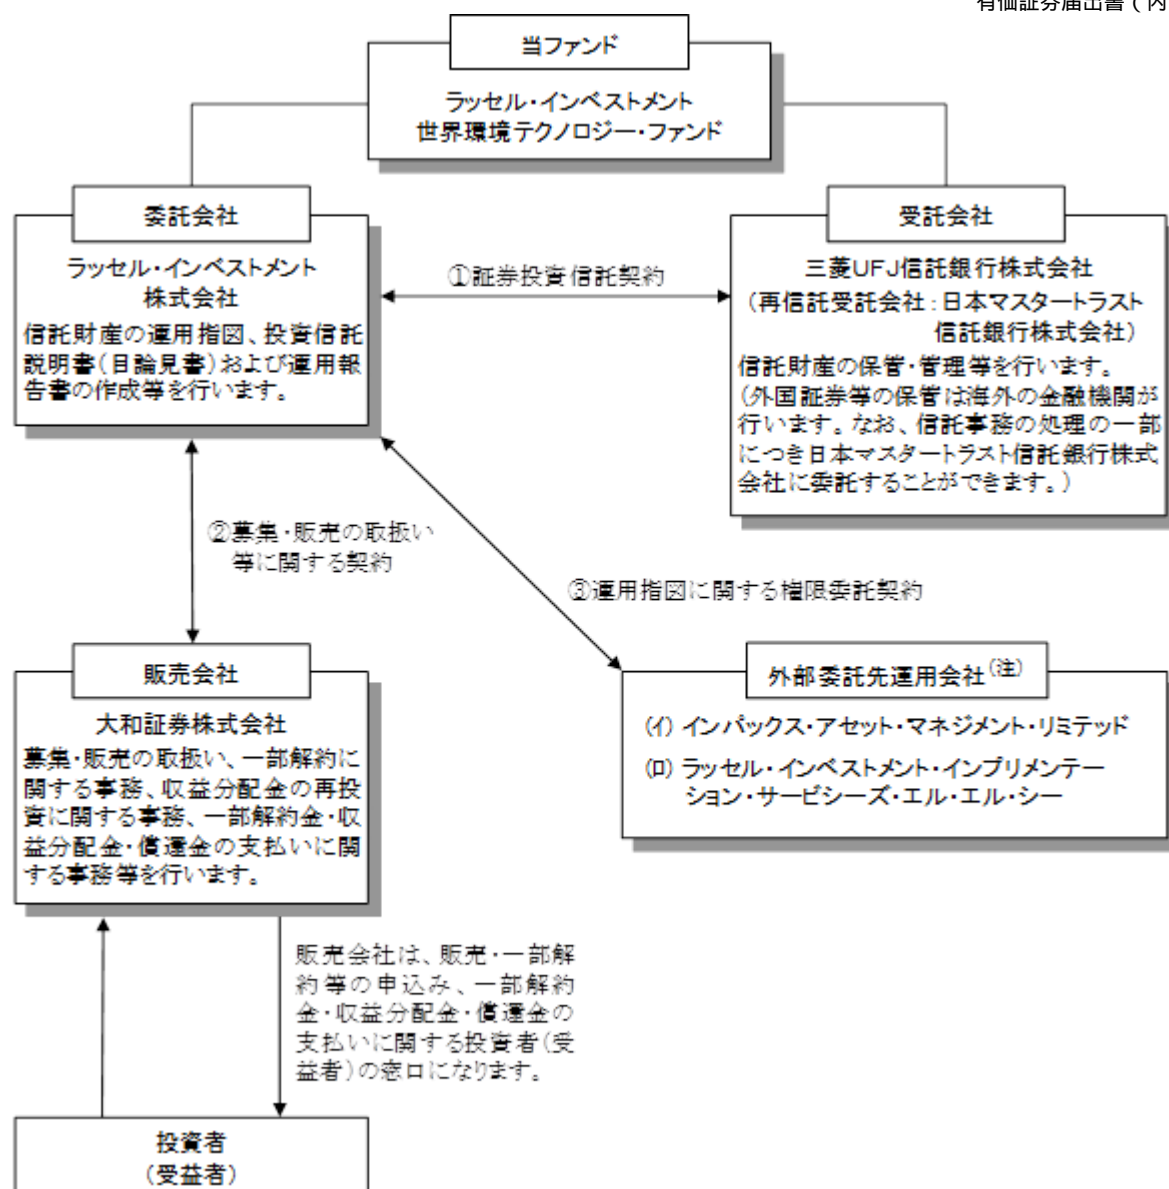 有価証券届出書（内
当ファンド
ラッセル・インベストメント
世界環境テクノロジー・ファンド
委託会社
ラッセル・インベストメント
株式会社
信託財産の運用指図、投資信託
説明書(目論見書)および運用報
告書の作成等を行います。
①証券投資信託契約
受託会社
三菱UFJ信託銀行株式会社
(再信託受託会社:日本マスタートラスト
信託銀行株式会社)
信託財産の保管・管理等を行います。
(外国証券等の保管は海外の金融機関が
行います。なお、信託事務の処理の一部
につき日本マスタートラスト信託銀行株式
会社に委託することができます。)
②募集・販売の取扱い
等に関する契約
③運用指図に関する権限委託契約
販売会社
大和証券株式会社
募集・販売の取扱い、一部解約に
関する事務、収益分配金の再投
資に関する事務、一部解約金・収
益分配金・償還金の支払いに関
する事務等を行います。
外部委託先運用会社(注)
(イ) インパックス・アセット・マネジメント・リミテッド
(ロ) ラッセル・インベストメント・インプリメンテー
ション・サービシーズ・エル・エル・シー
販売会社は、販売・一部解
約等の申込み、一部解約
金・収益分配金・償還金の
支払いに関する投資者(受
益者)の窓口になります。
投資者
(受益者)